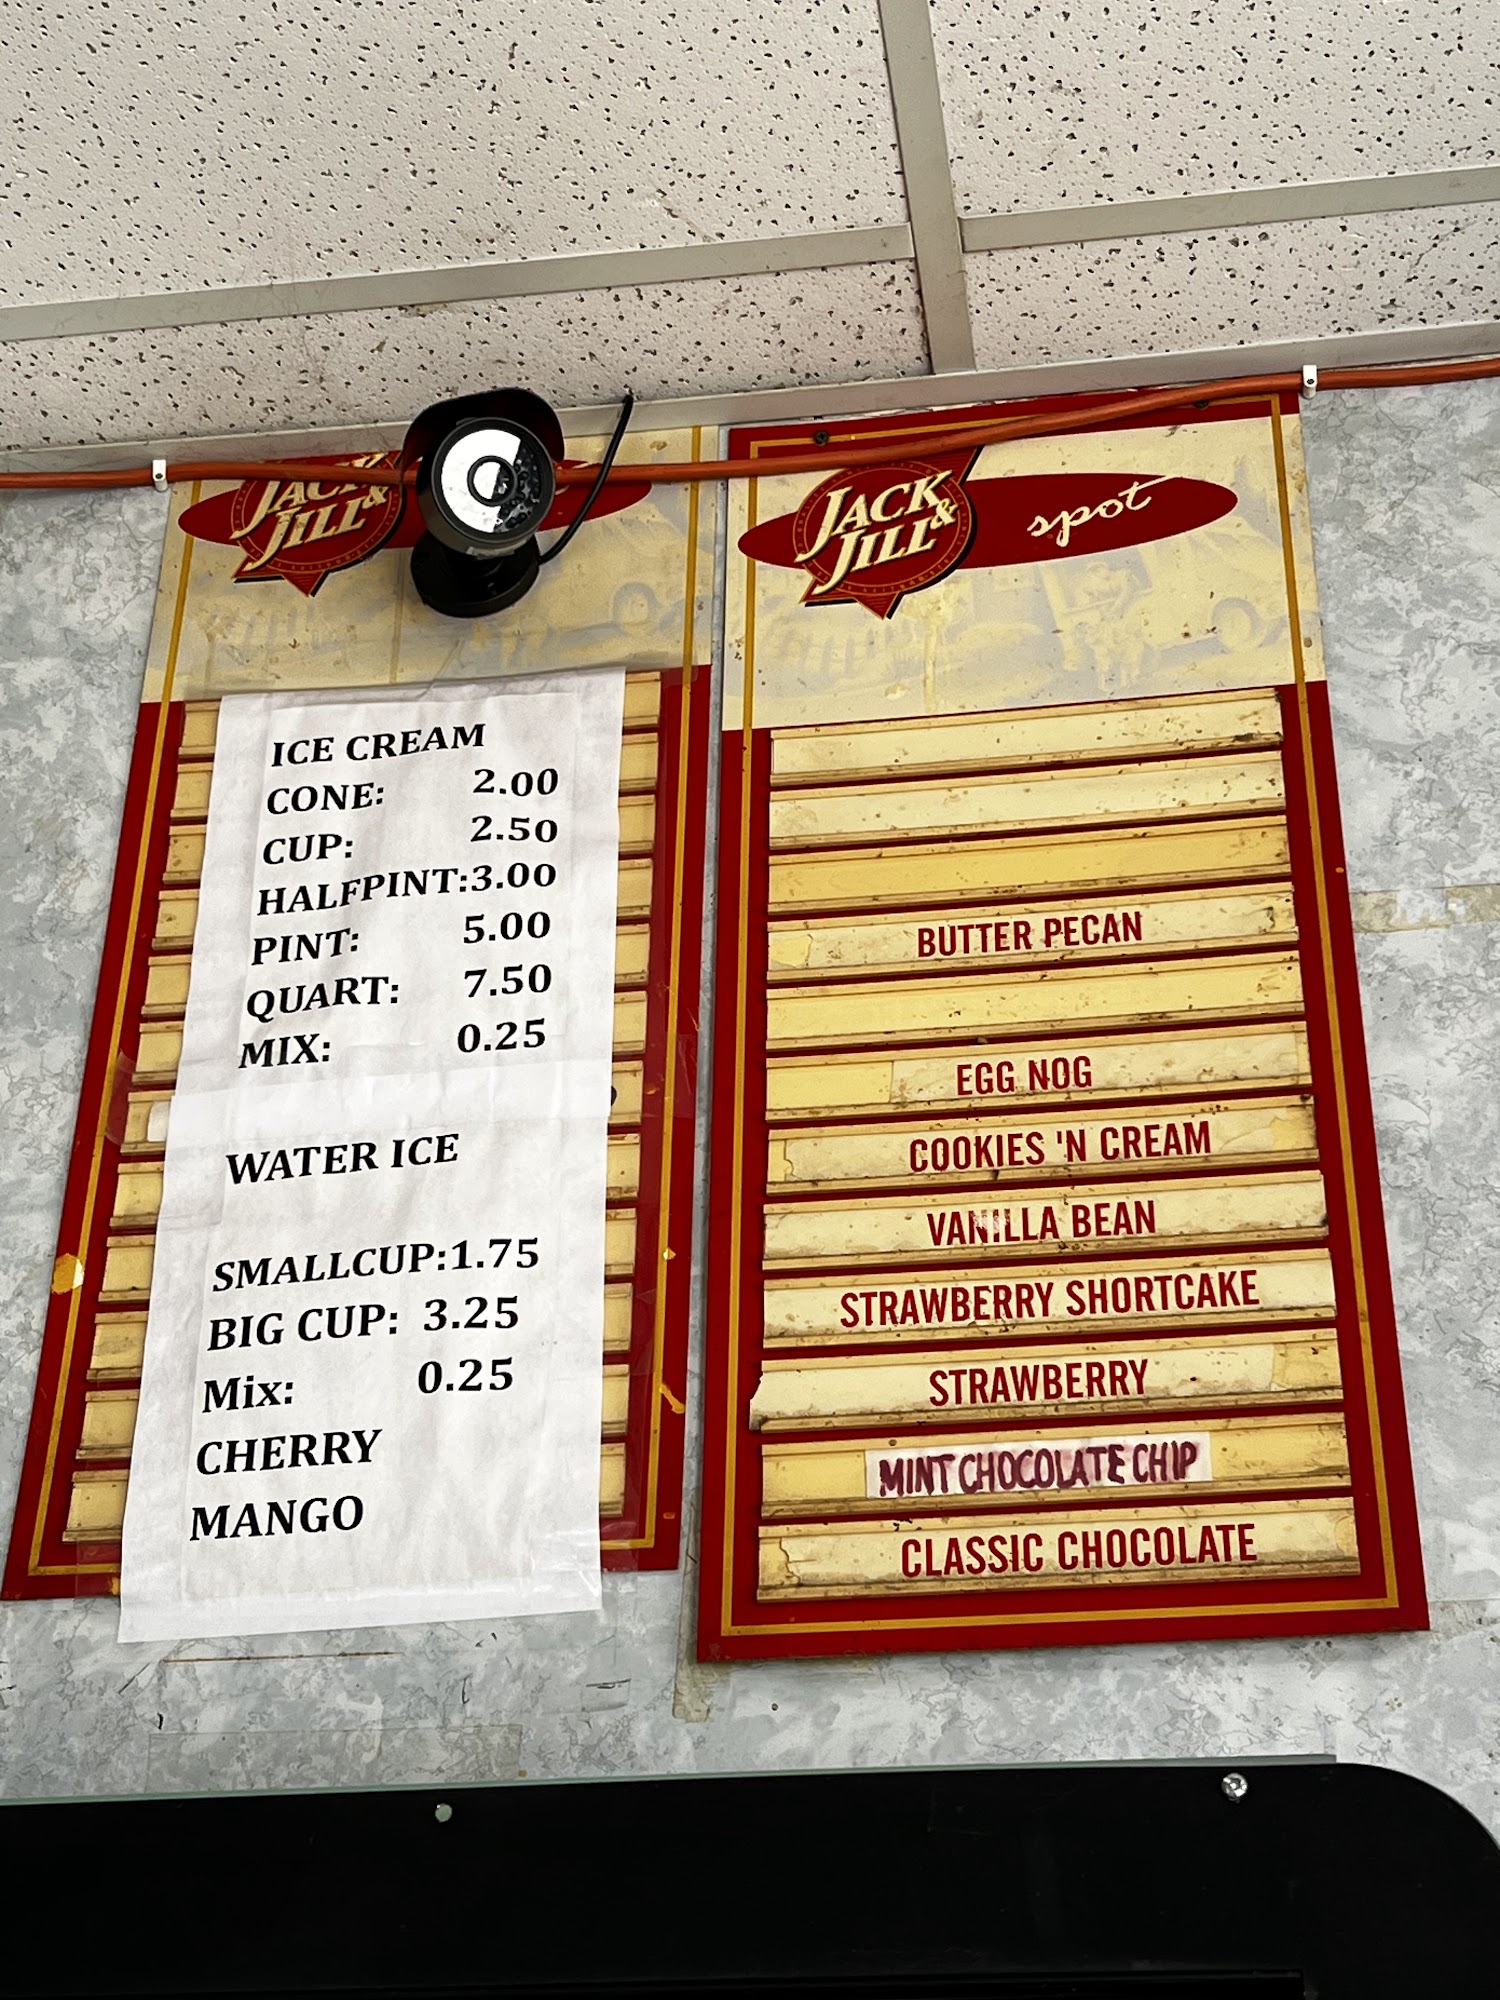 JACK
& JILL
ICE CREAM
CONE: 2.00
CUP: 2.50
HALFPINT:3.00
PINT: 5.00
QUART: 7.50
MIX: 0.25
WATER ICE
SMALLCUP:1.75
BIG CUP: 3.25
Mix: 0.25
CHERRY
MANGO
JACK
& JILL
spot
BUTTER PECAN
EGG NOG
COOKIES 'N CREAM
VANILLA BEAN
STRAWBERRY SHORTCAKE
STRAWBERRY
MINT CHOCOLATE CHIP
CLASSIC CHOCOLATE